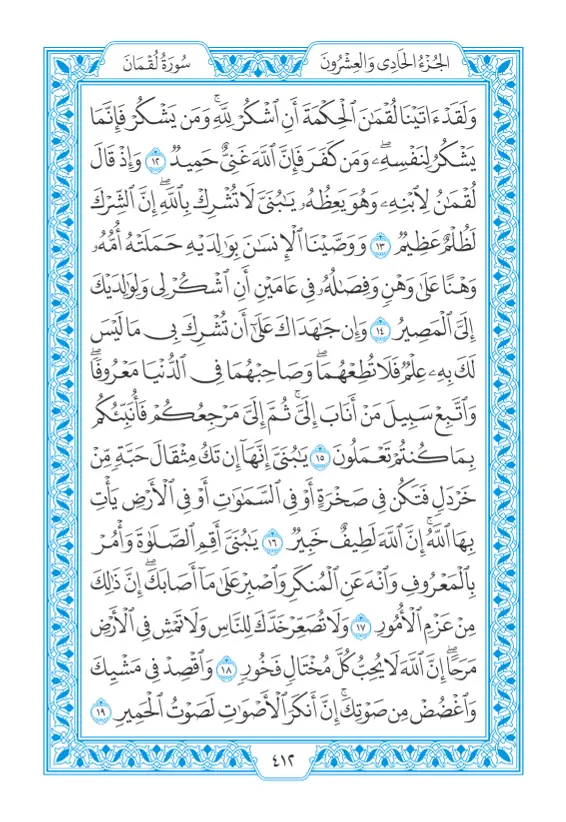 الجُزْءُ الحَادِى وَالعِشْرُونَ
سُورَةُ لُقْمَانَ
وَلَقَدْ ءَاتَيْنَا لُقْمَٰنَ ٱلْحِكْمَةَ أَنِ ٱشْكُرْ لِلَّهِۚ وَمَن يَشْكُرْ فَإِنَّمَا
يَشْكُرُ لِنَفْسِهِۦۖ وَمَن كَفَرَ فَإِنَّ ٱللَّهَ غَنِىٌّ حَمِيدٌ ١٢ وَإِذْ قَالَ
لُقْمَٰنُ لِٱبْنِهِۦ وَهُوَ يَعِظُهُۥ يَٰبُنَىَّ لَا تُشْرِكْ بِٱللَّهِۖ إِنَّ ٱلشِّرْكَ
لَظُلْمٌ عَظِيمٌ ١٣ وَوَصَّيْنَا ٱلْإِنسَٰنَ بِوَٰلِدَيْهِ حَمَلَتْهُ أُمُّهُۥ
وَهْنًا عَلَىٰ وَهْنٍ وَفِصَٰلُهُۥ فِى عَامَيْنِ أَنِ ٱشْكُرْ لِى وَلِوَٰلِدَيْكَ
إِلَىَّ ٱلْمَصِيرُ ١٤ وَإِن جَٰهَدَاكَ عَلَىٰٓ أَن تُشْرِكَ بِى مَا لَيْسَ
لَكَ بِهِۦ عِلْمٌ فَلَا تُطِعْهُمَاۖ وَصَاحِبْهُمَا فِى ٱلدُّنْيَا مَعْرُوفًاۖ
وَٱتَّبِعْ سَبِيلَ مَنْ أَنَابَ إِلَىَّۚ ثُمَّ إِلَىَّ مَرْجِعُكُمْ فَأُنَبِّئُكُم
بِمَا كُنتُمْ تَعْمَلُونَ ١٥ يَٰبُنَىَّ إِنَّهَآ إِن تَكُ مِثْقَالَ حَبَّةٍ مِّنْ
خَرْدَلٍ فَتَكُن فِى صَخْرَةٍ أَوْ فِى ٱلسَّمَٰوَٰتِ أَوْ فِى ٱلْأَرْضِ يَأْتِ
بِهَا ٱللَّهُۚ إِنَّ ٱللَّهَ لَطِيفٌ خَبِيرٌ ١٦ يَٰبُنَىَّ أَقِمِ ٱلصَّلَوٰةَ وَأْمُرْ
بِٱلْمَعْرُوفِ وَٱنْهَ عَنِ ٱلْمُنكَرِ وَٱصْبِرْ عَلَىٰ مَآ أَصَابَكَۖ إِنَّ ذَٰلِكَ
مِنْ عَزْمِ ٱلْأُمُورِ ١٧ وَلَا تُصَعِّرْ خَدَّكَ لِلنَّاسِ وَلَا تَمْشِ فِى ٱلْأَرْضِ
مَرَحًاۖ إِنَّ ٱللَّهَ لَا يُحِبُّ كُلَّ مُخْتَالٍ فَخُورٍ ١٨ وَٱقْصِدْ فِى مَشْيِكَ
وَٱغْضُضْ مِن صَوْتِكَۚ إِنَّ أَنكَرَ ٱلْأَصْوَٰتِ لَصَوْتُ ٱلْحَمِيرِ ١٩
٤١٢